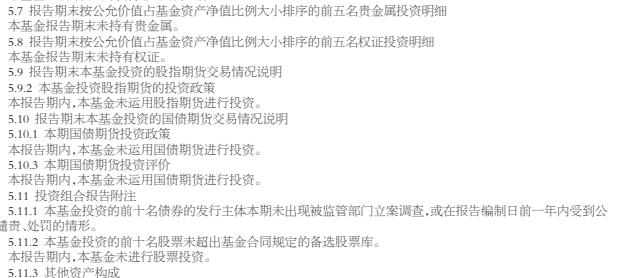 5.7 报告期末按公允价值占基金资产净值比例大小排序的前五名贵金属投资明细
本基金报告期末未持有贵金属。
5.8 报告期末按公允价值占基金资产净值比例大小排序的前五名权证投资明细
本基金报告期末未持有权证。
5.9 报告期末本基金投资的股指期货交易情况说明
5.9.2 本基金投资股指期货的投资政策
本报告期内,本基金未运用股指期货进行投资。
5.10 报告期末本基金投资的国债期货交易情况说明
5.10.1 本期国债期货投资政策
本报告期内,本基金未运用国债期货进行投资。
5.10.3 本期国债期货投资评价
本报告期内,本基金未运用国债期货进行投资。
5.11 投资组合报告附注
5.11.1 本基金投资的前十名债券的发行主体本期未出现被监管部门立案调查,或在报告编制日前一年内受到公
谴责、处罚的情形。
5.11.2 本基金投资的前十名股票未超出基金合同规定的备选股票库。
本报告期内,本基金未进行股票投资。
5.11.3 其他资产构成